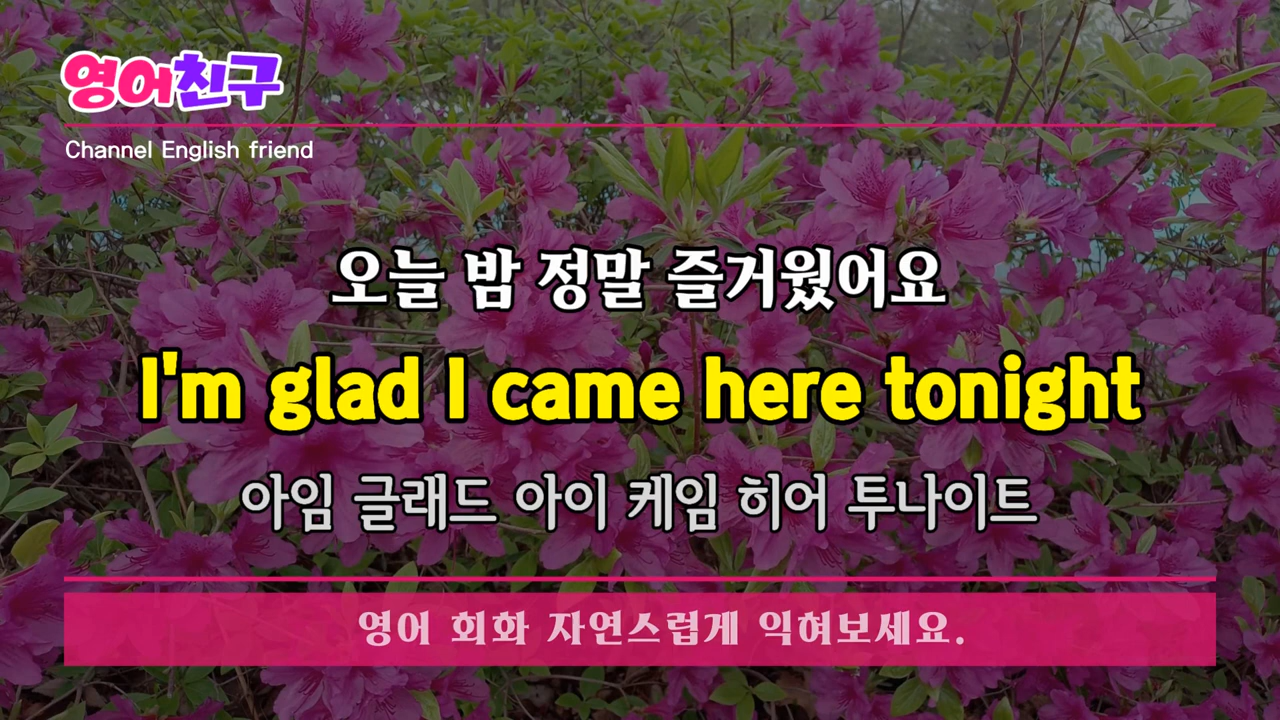 영어친구
Channel English friend
오늘 밤 정말 즐거웠어요
I'm glad I came here tonight
아임 글래드 아이 케임 히어 투나이트
영어 회화 자연스럽게 익혀보세요.